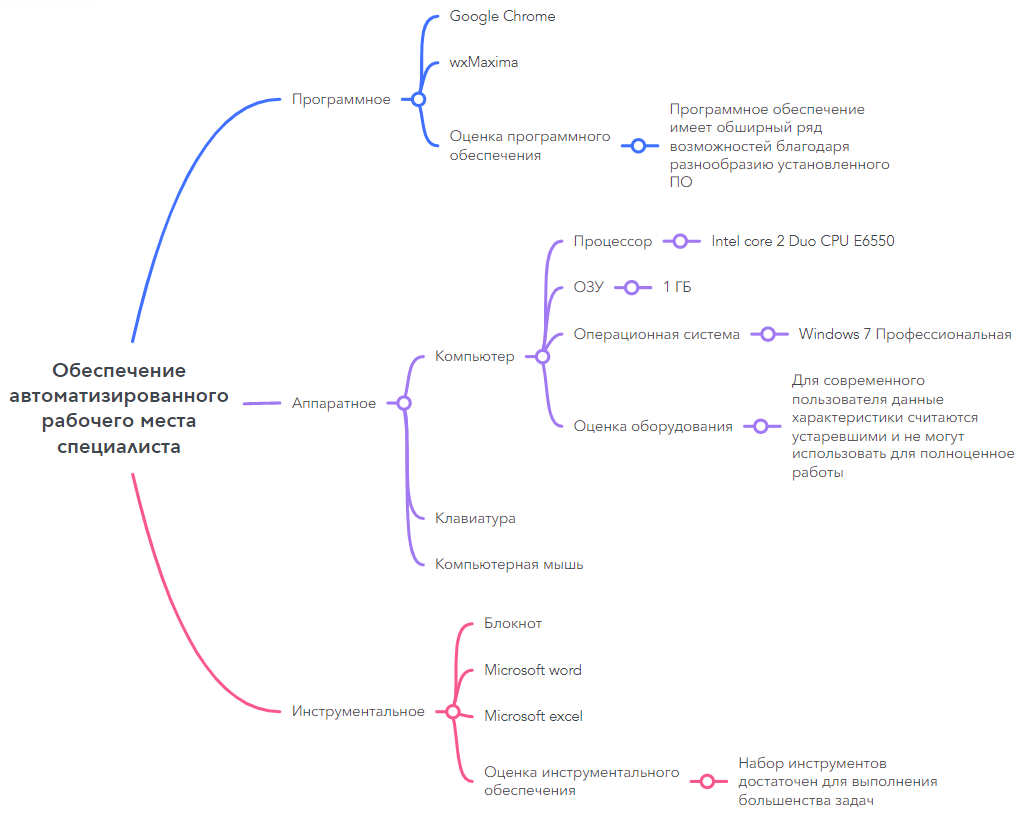 Обеспечение
автоматизированного
рабочего места
специалиста
Программное
Google Chrome
wxMaxima
Оценка программного
обеспечения
Программное обеспечение
имеет обширный ряд
возможностей благодаря
разнообразию установленного
ПО
Аппаратное
Компьютер
Процессор
Intel core 2 Duo CPU E6550
ОЗУ
1 ГБ
Операционная система
Windows 7 Профессиональная
Оценка оборудования
Для современного
пользователя данные
характеристики считаются
устаревшими и не могут
использовать для полноценное
работы
Клавиатура
Компьютерная мышь
Инструментальное
Блокнот
Microsoft word
Microsoft excel
Оценка инструментального
обеспечения
Набор инструментов
достаточен для выполнения
большенства задач